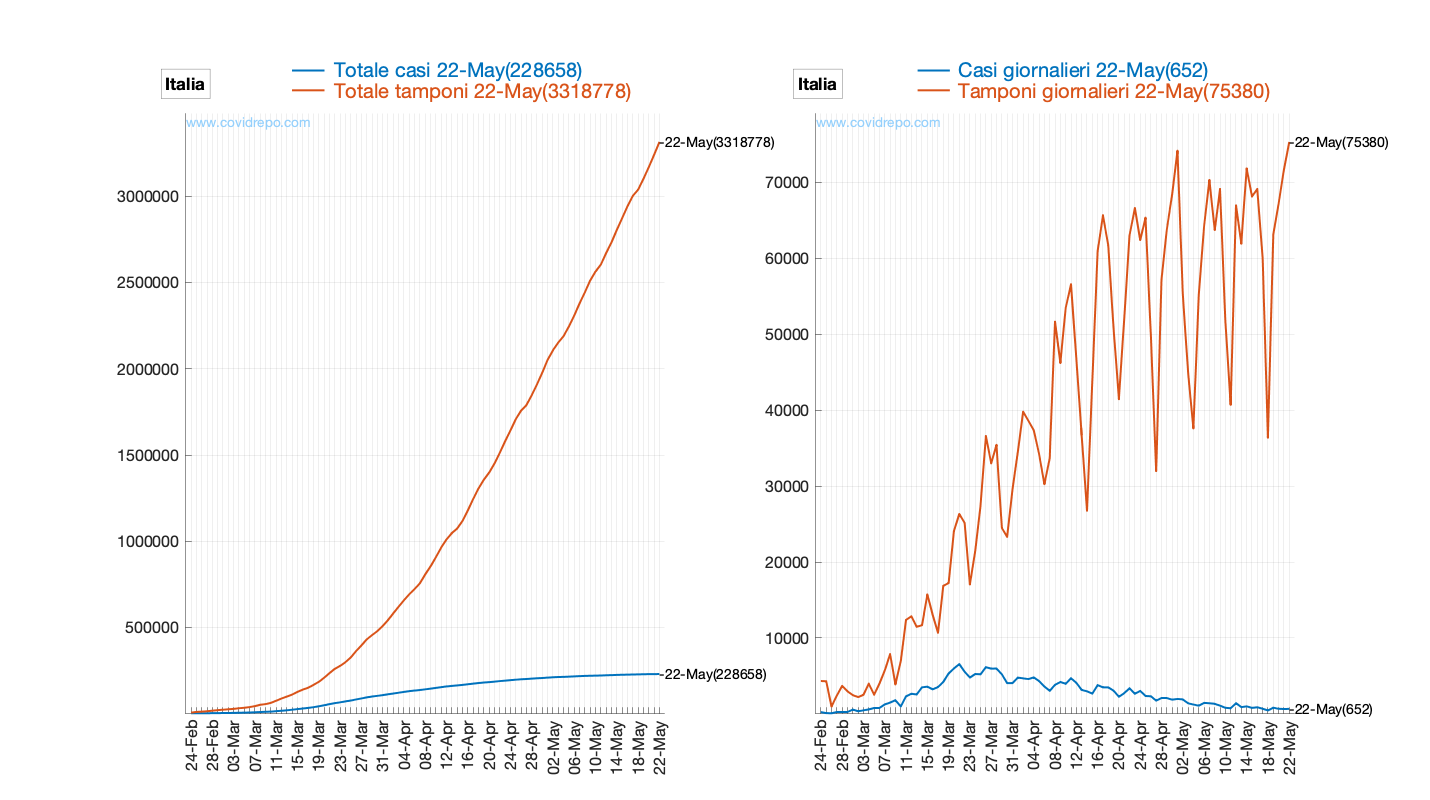 Italia
Totale casi 22-May(228658)
Totale tamponi 22-May(3318778)
www.covidrepo.com
22-May(3318778)
3000000
2500000
2000000
1500000
1000000
500000
22-May(228658)
24-Feb
28-Feb
03-Mar
07-Mar
11-Mar
15-Mar
19-Mar
23-Mar
27-Mar
31-Mar
04-Apr
08-Apr
12-Apr
16-Apr
20-Apr
24-Apr
28-Apr
02-May
06-May
10-May
14-May
18-May
22-May
Italia
Casi giornalieri 22-May(652)
Tamponi giornalieri 22-May(75380)
www.covidrepo.com
22-May(75380)
70000
60000
50000
40000
30000
20000
10000
22-May(652)
24-Feb
28-Feb
03-Mar
07-Mar
11-Mar
15-Mar
19-Mar
23-Mar
27-Mar
31-Mar
04-Apr
08-Apr
12-Apr
16-Apr
20-Apr
24-Apr
28-Apr
02-May
06-May
10-May
14-May
18-May
22-May